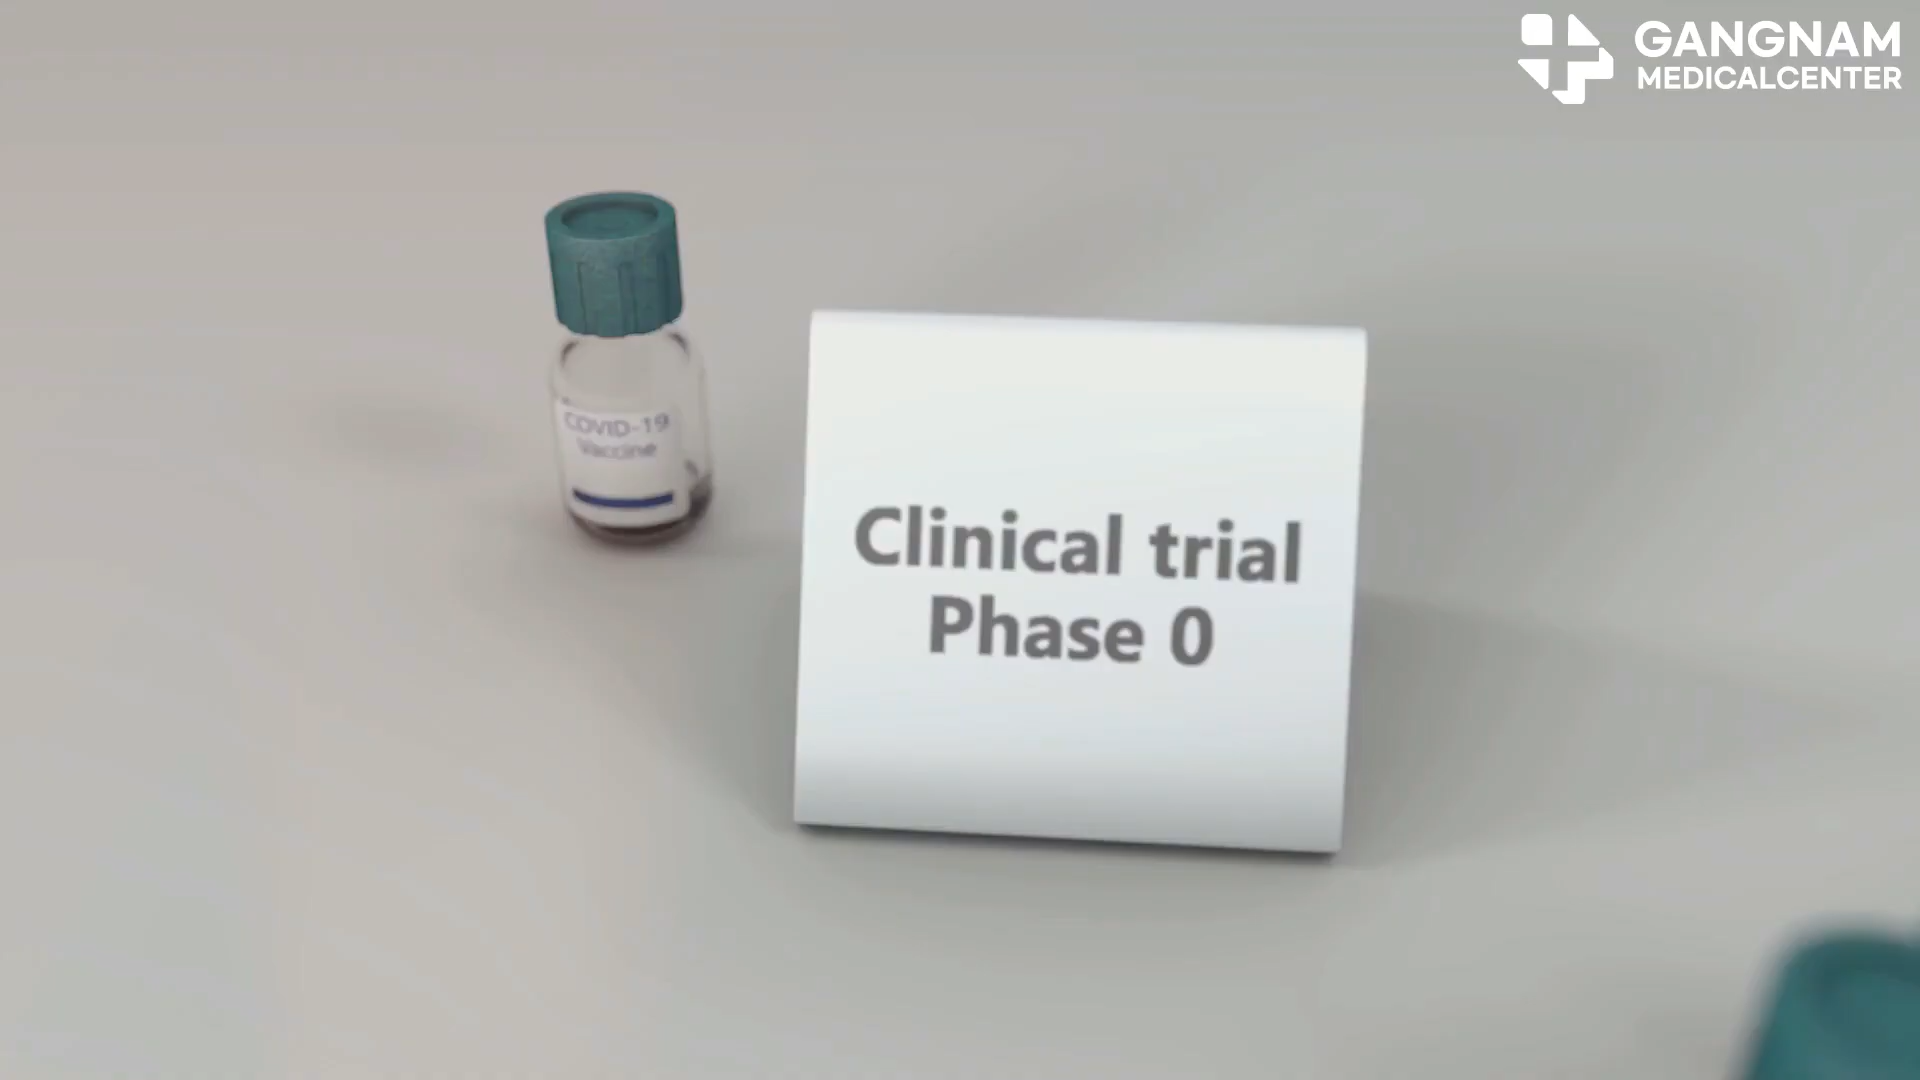 GANGNAM
MEDICALCENTER
COVID-19
Vaccine
Clinical trial
Phase 0